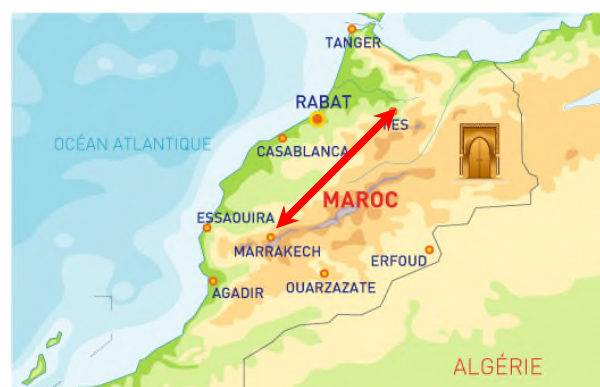 TANGER
RABAT
OCÉAN ATLANTIQUE
CASABLANCA
MAROC
ESSAOUIRA
MARRAKECH
ERFOUD
AGADIR
OUARZAZATE
ALGÉRIE